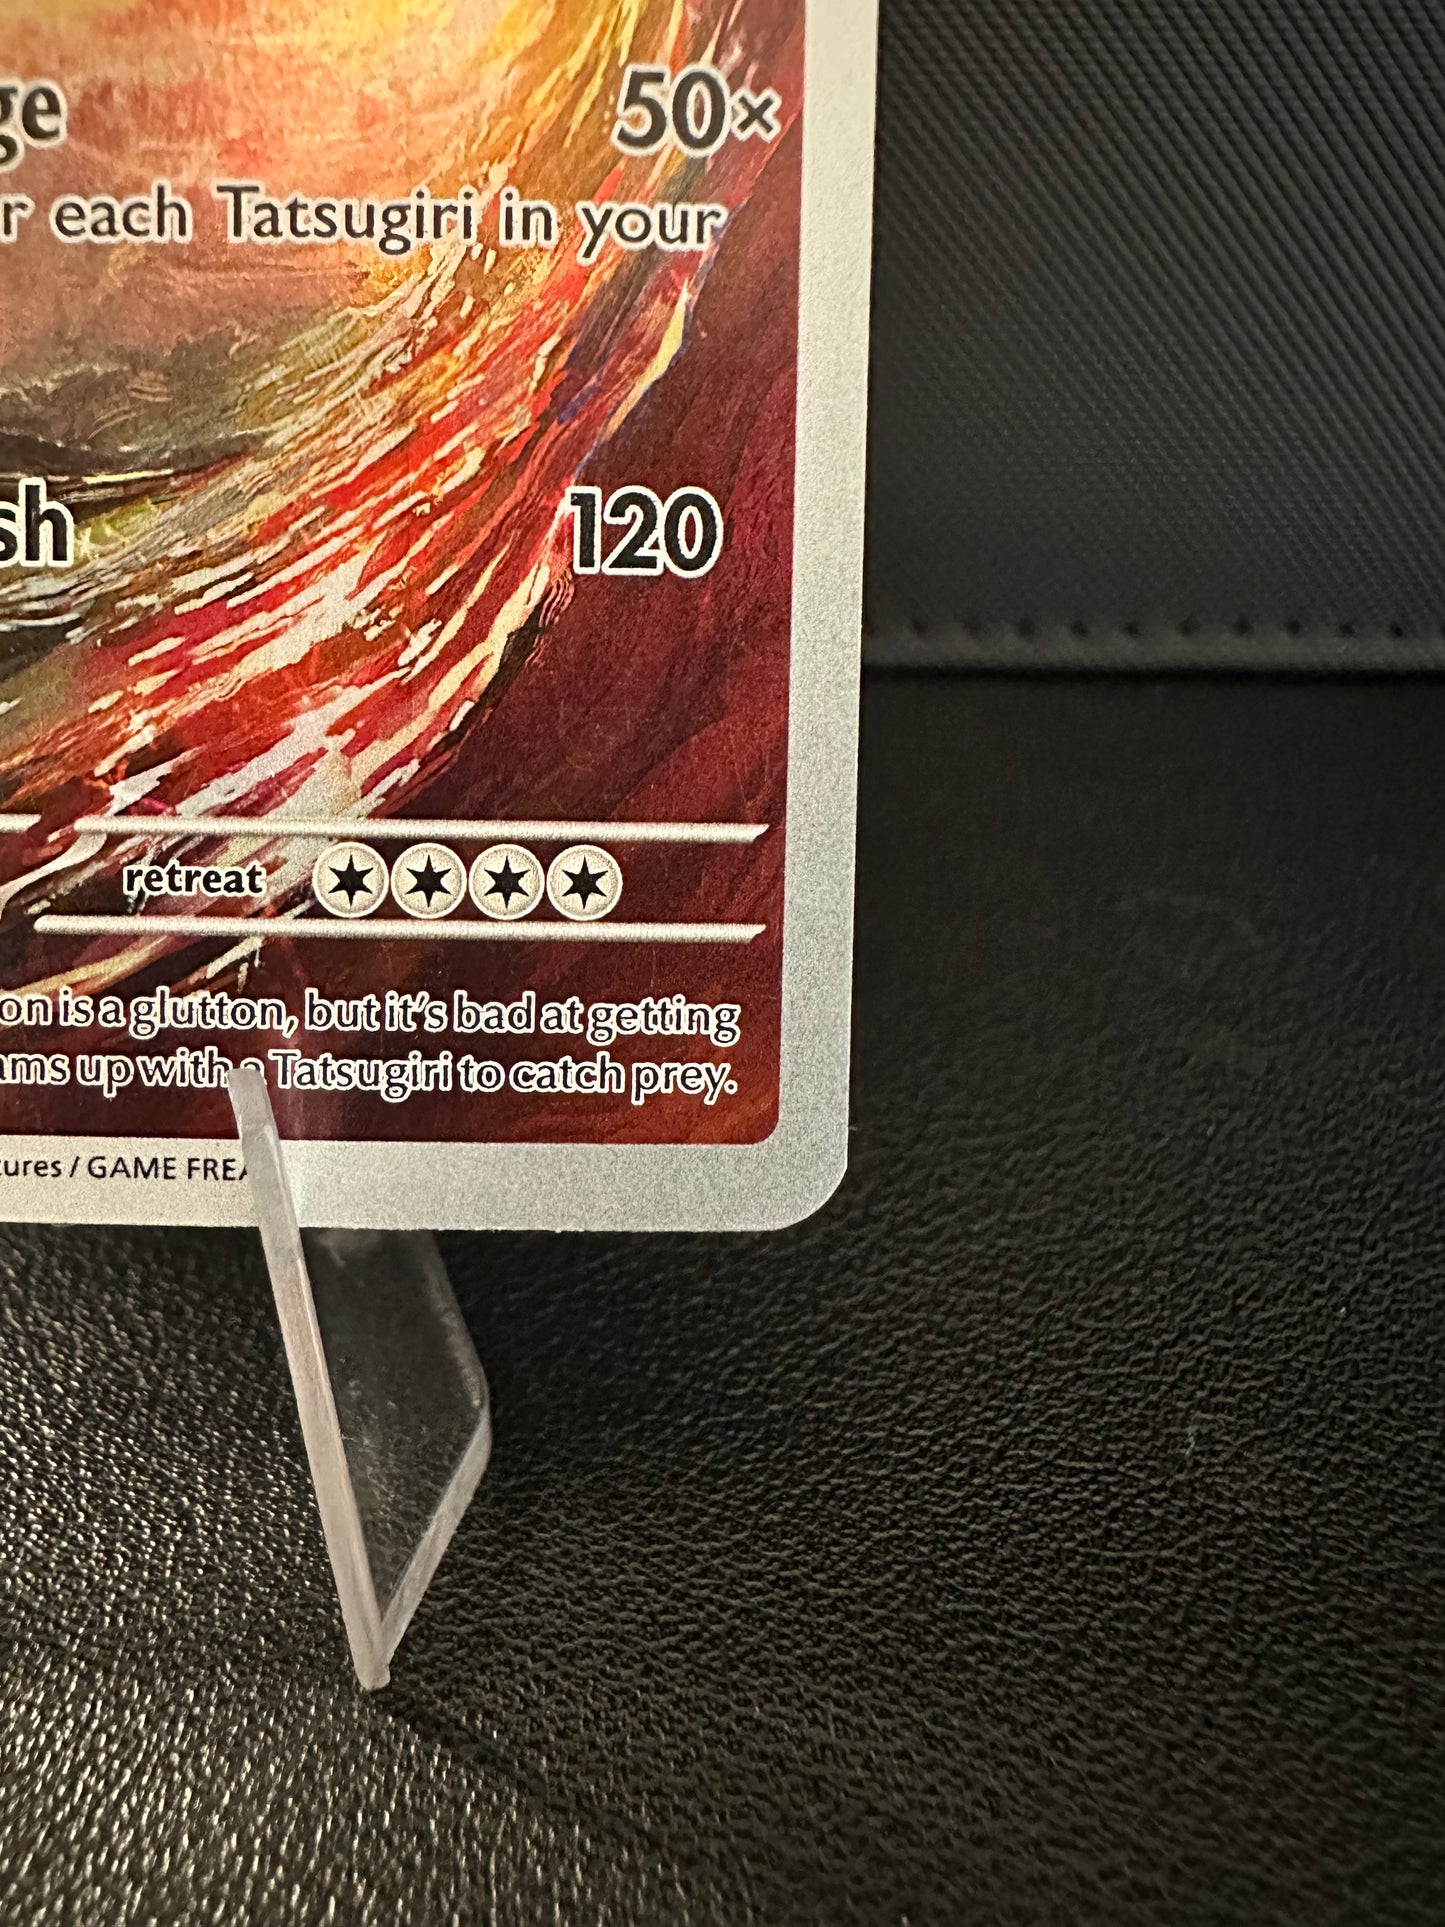 ge 50×
r each Tatsugiri in your
sh 120
retreat
on is a glutton, but it's bad at getting
ams up with a Tatsugiri to catch prey.
tures / GAME FREA